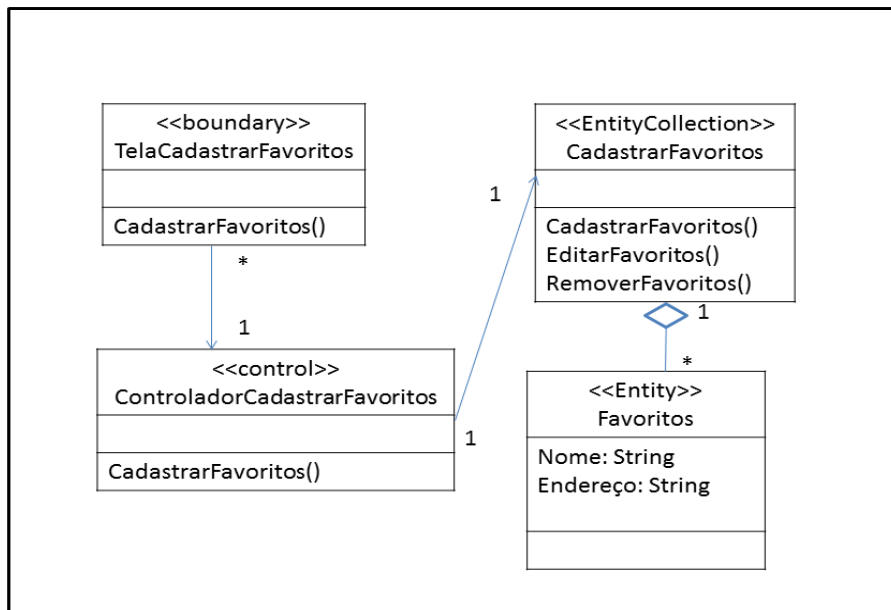 <<boundary>>
TelaCadastrarFavoritos
CadastrarFavoritos()
*
1
<<control>>
ControladorCadastrarFavoritos
CadastrarFavoritos()
1
1
<<EntityCollection>>
CadastrarFavoritos
CadastrarFavoritos()
EditarFavoritos()
RemoverFavoritos()
1
*
<<Entity>>
Favoritos
Nome: String
Endereço: String